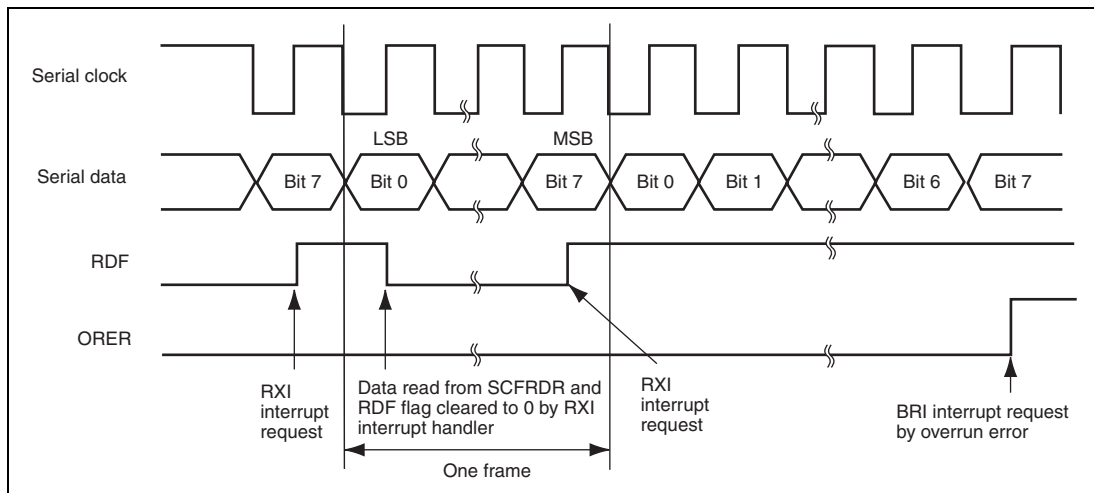 Serial clock
LSB
MSB
Serial data
Bit 7
Bit 0
Bit 7
Bit 0
Bit 1
Bit 6
Bit 7
RDF
ORER
RXI
interrupt
request
Data read from SCFRDR and
RDF flag cleared to 0 by RXI
interrupt handler
RXI
interrupt
request
BRI interrupt request
by overrun error
One frame